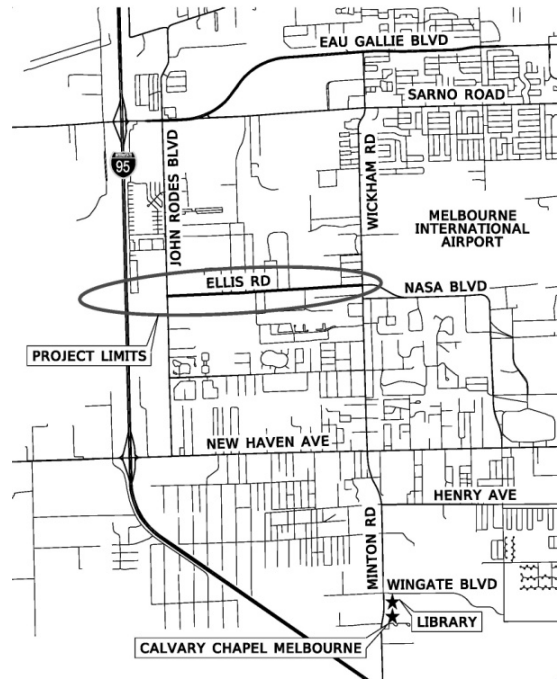 EAU GALLIE BLVD
SARNO ROAD
95
JOHN RODES BLVD
WICKHAM RD
MELBOURNE
INTERNATIONAL
AIRPORT
ELLIS RD
NASA BLVD
PROJECT LIMITS
NEW HAVEN AVE
HENRY AVE
MINTON RD
WINGATE BLVD
LIBRARY
CALVARY CHAPEL MELBOURNE